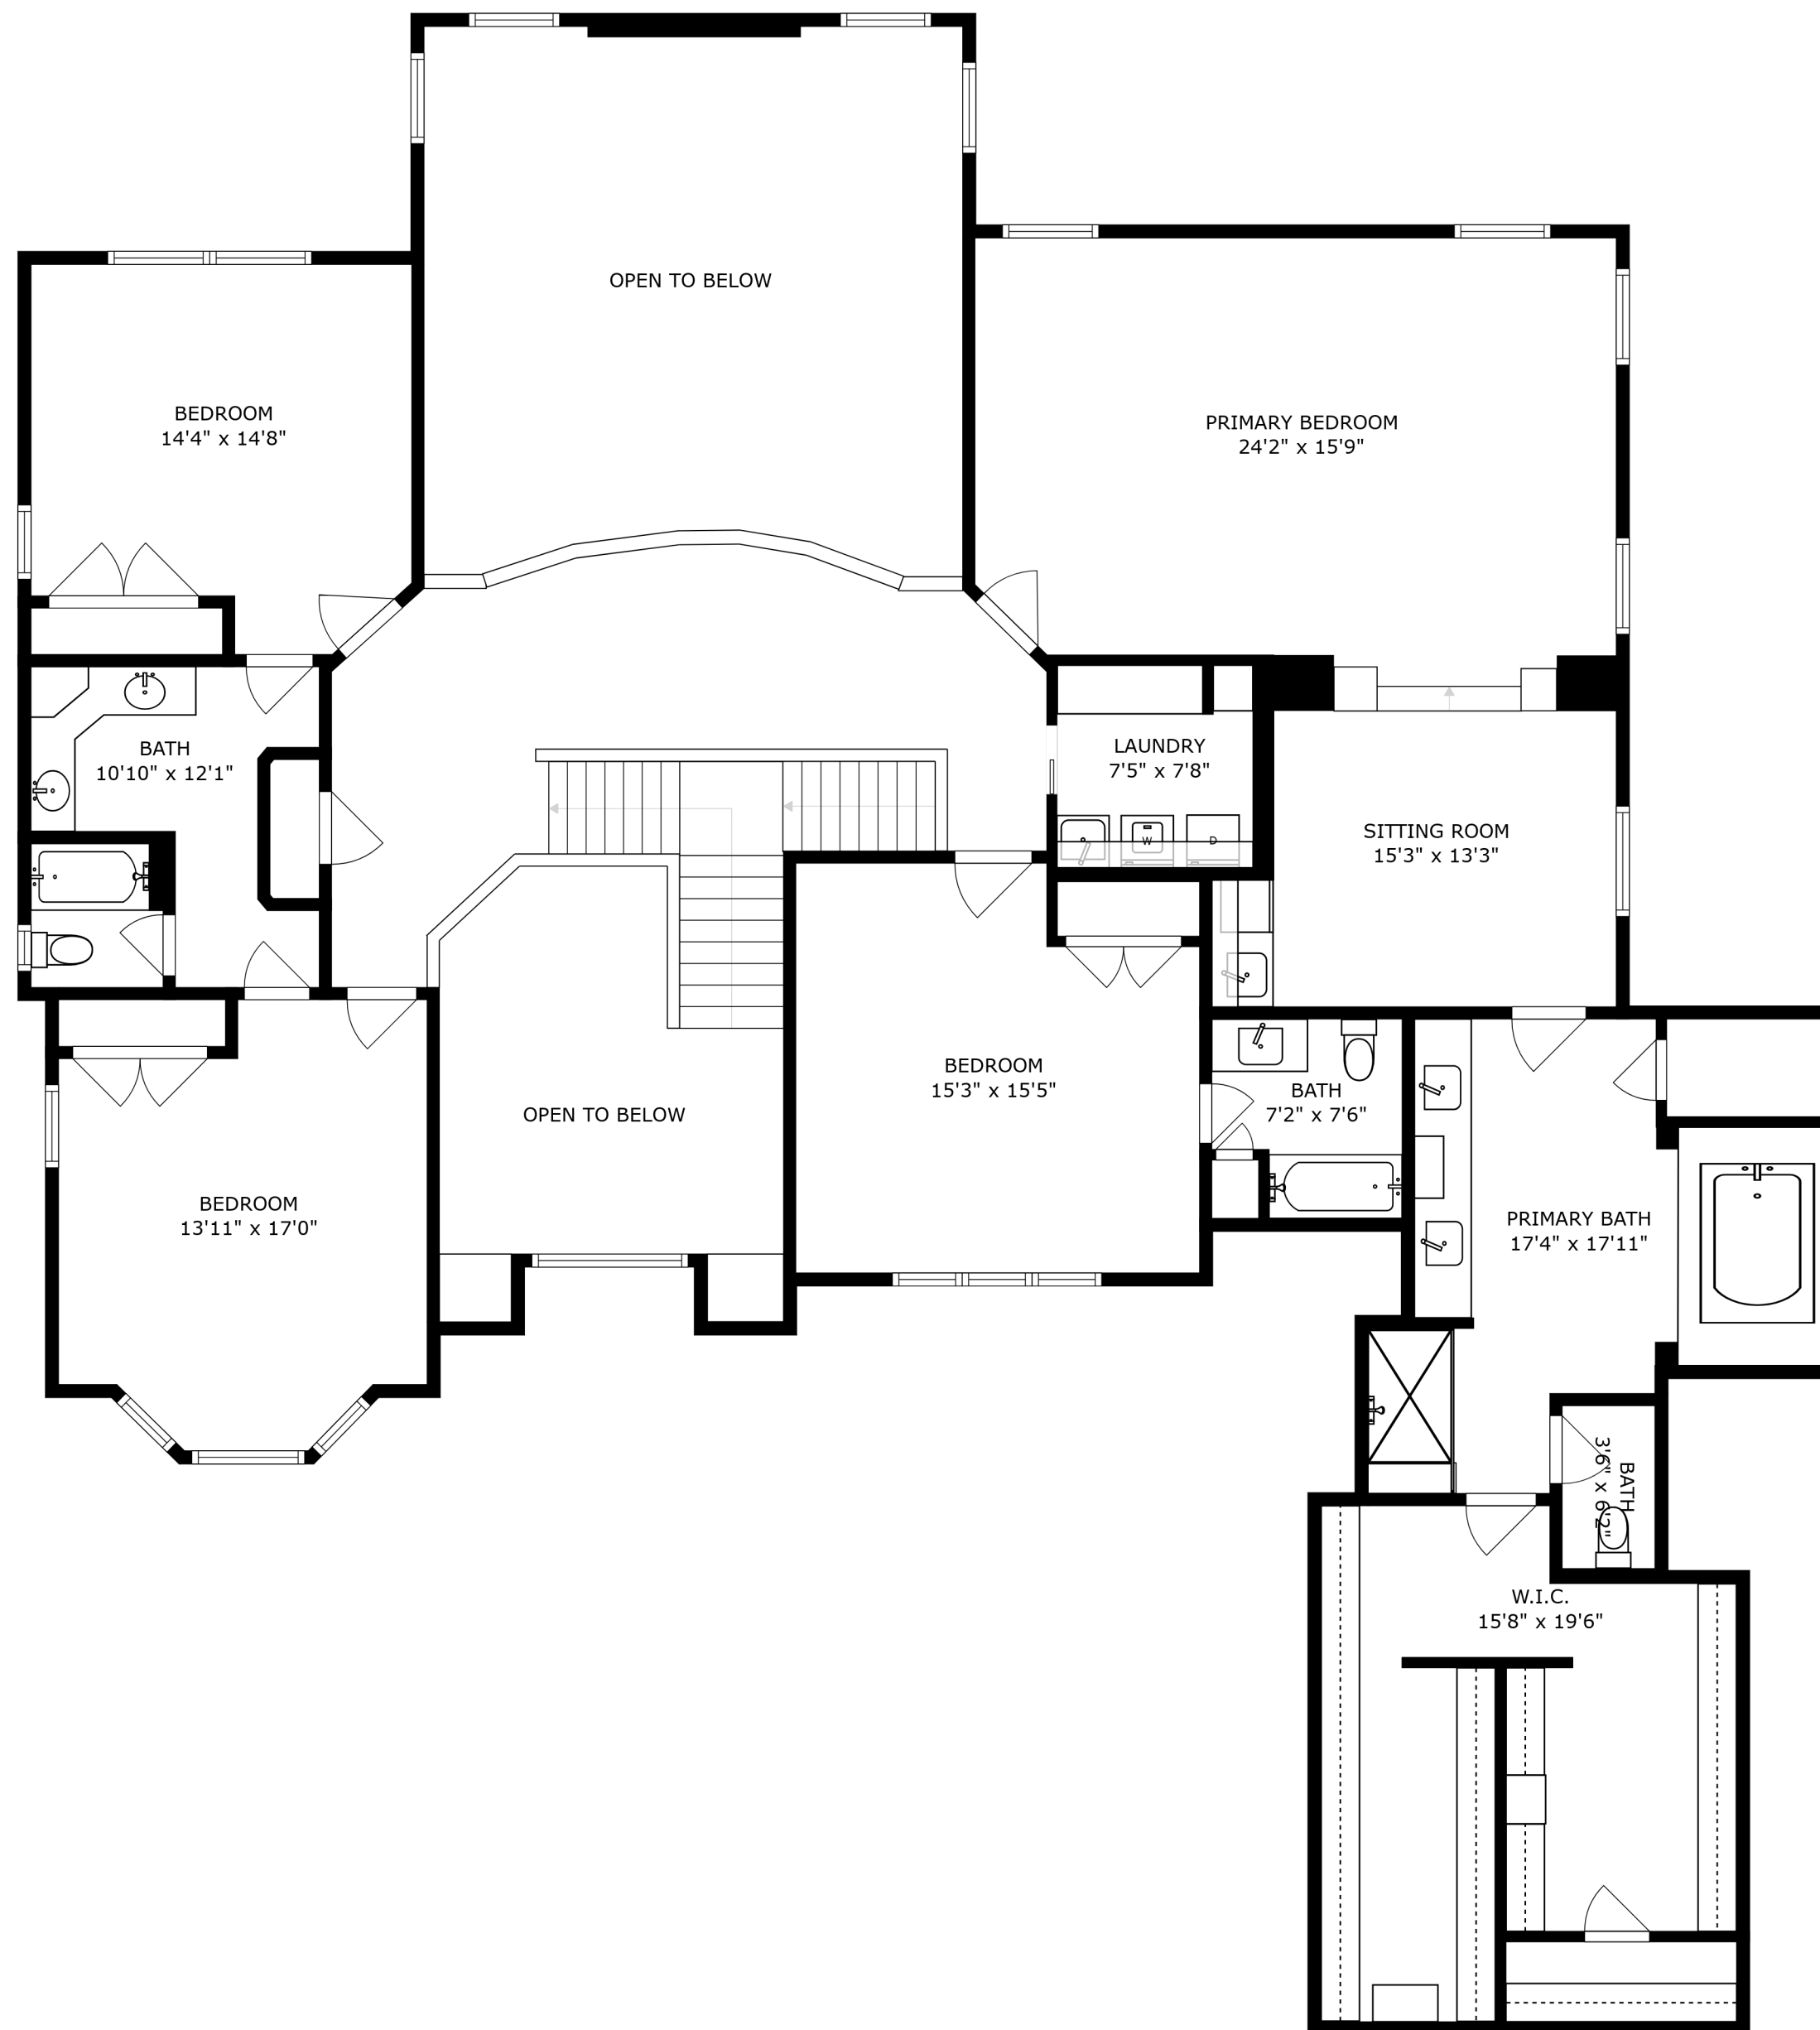 OPEN TO BELOW
BEDROOM
14'4" x 14'8"
PRIMARY BEDROOM
24'2" x 15'9"
BATH
10'10" x 12'1"
LAUNDRY
7'5" x 7'8"
W
D
SITTING ROOM
15'3" x 13'3"
BEDROOM
15'3" x 15'5"
BATH
7'2" x 7'6"
OPEN TO BELOW
BEDROOM
13'11" x 17'0"
PRIMARY BATH
17'4" x 17'11"
BATH
3'6" x 6'2"
W.I.C.
15'8" x 19'6"